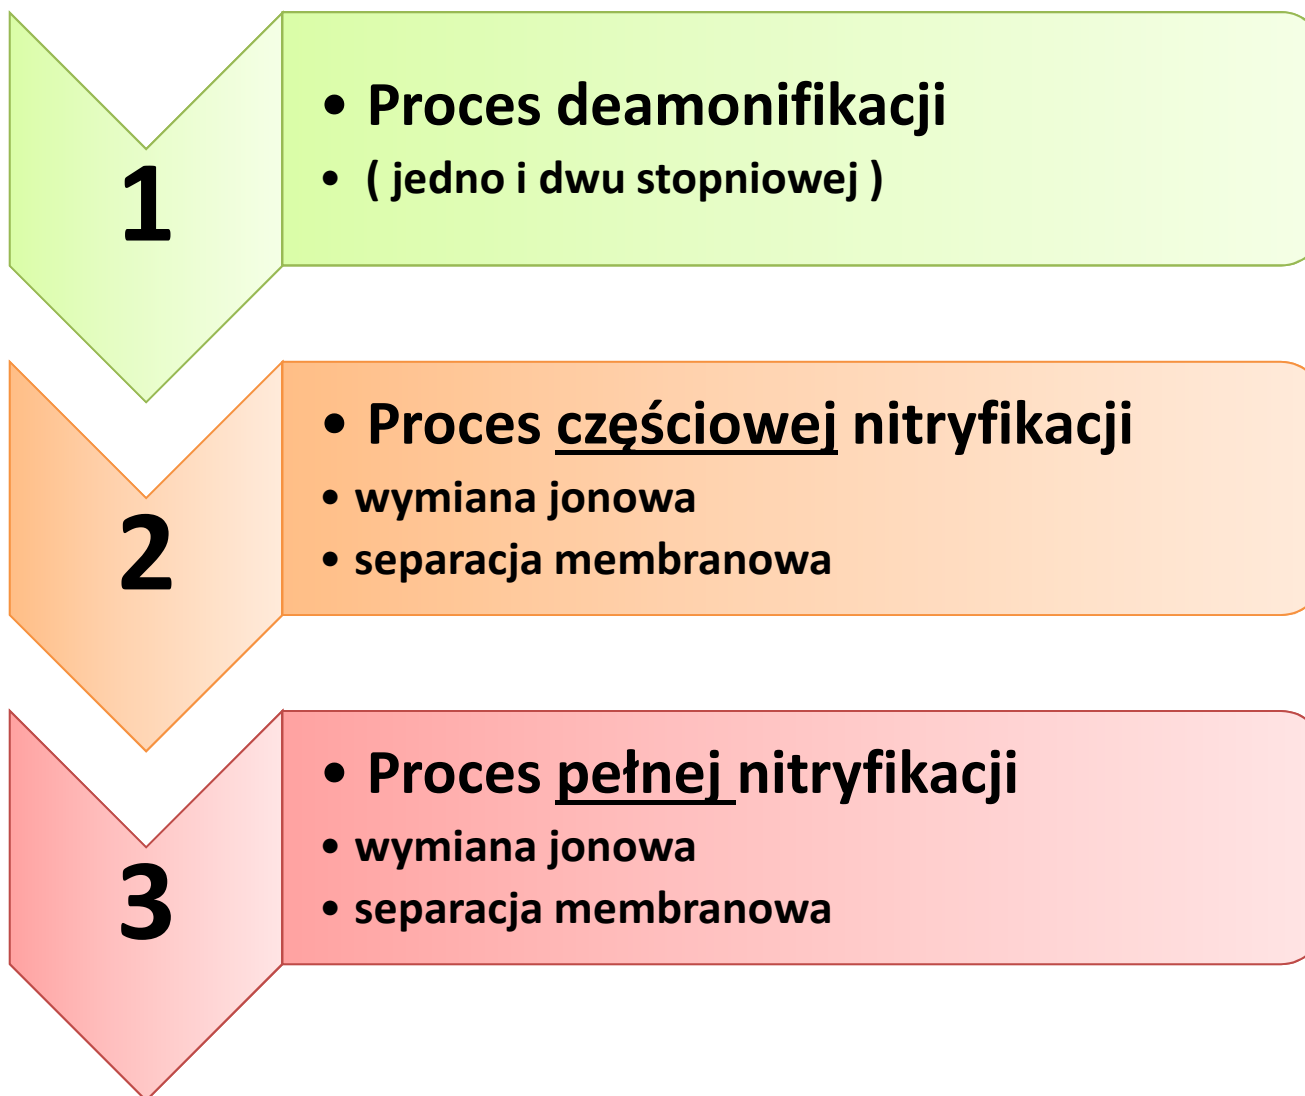 1
• Proces deamonifikacji
• ( jedno i dwu stopniowej )
2
• Proces częściowej nitryfikacji
• wymiana jonowa
• separacja membranowa
3
• Proces pełnej nitryfikacji
• wymiana jonowa
• separacja membranowa